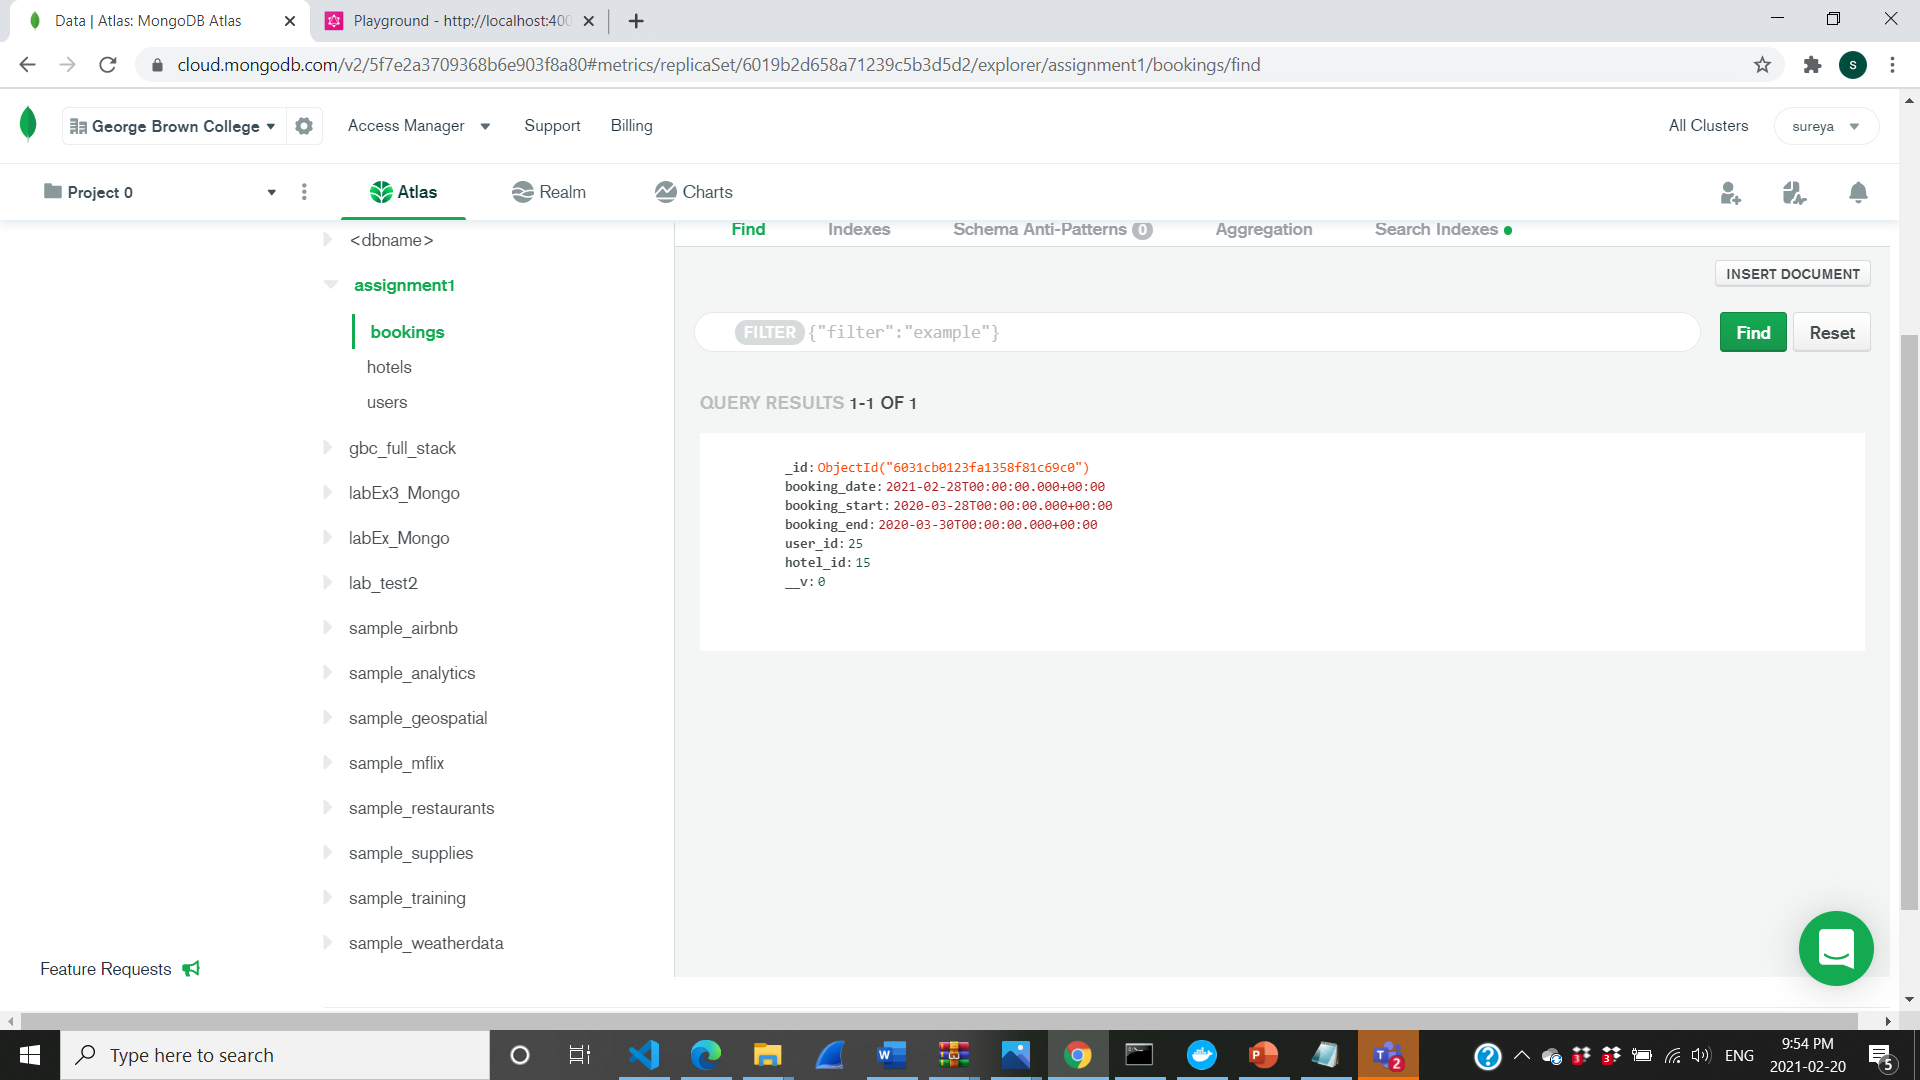 Data | Atlas: MongoDB Atlas
Playground - http://localhost:400
cloud.mongodb.com/v2/5f7e2a3709368b6e903f8a80#metrics/replicaSet/6019b2d658a71239c5b3d5d2/explorer/assignment1/bookings/find
S
George Brown College
Access Manager
Support
Billing
All Clusters
sureya
Project 0
Atlas
Realm
Charts
<dbname>
assignment1
bookings
hotels
users
gbc_full_stack
labEx3_Mongo
labEx_Mongo
lab_test2
sample_airbnb
sample_analytics
sample_geospatial
sample_mflix
sample_restaurants
sample_supplies
sample_training
sample_weatherdata
Feature Requests
Find
Indexes
Schema Anti-Patterns 0
Aggregation
Search Indexes
INSERT DOCUMENT
FILTER {"filter":"example"}
Find
Reset
QUERY RESULTS 1-1 OF 1
_id: ObjectId("6031cb0123fa1358f81c69c0")
booking_date: 2021-02-28T00:00:00.000+00:00
booking_start: 2020-03-28T00:00:00.000+00:00
booking_end: 2020-03-30T00:00:00.000+00:00
user_id: 25
hotel_id: 15
__v: 0
Type here to search
2
3
3
ENG
9:54 PM
2021-02-20
5